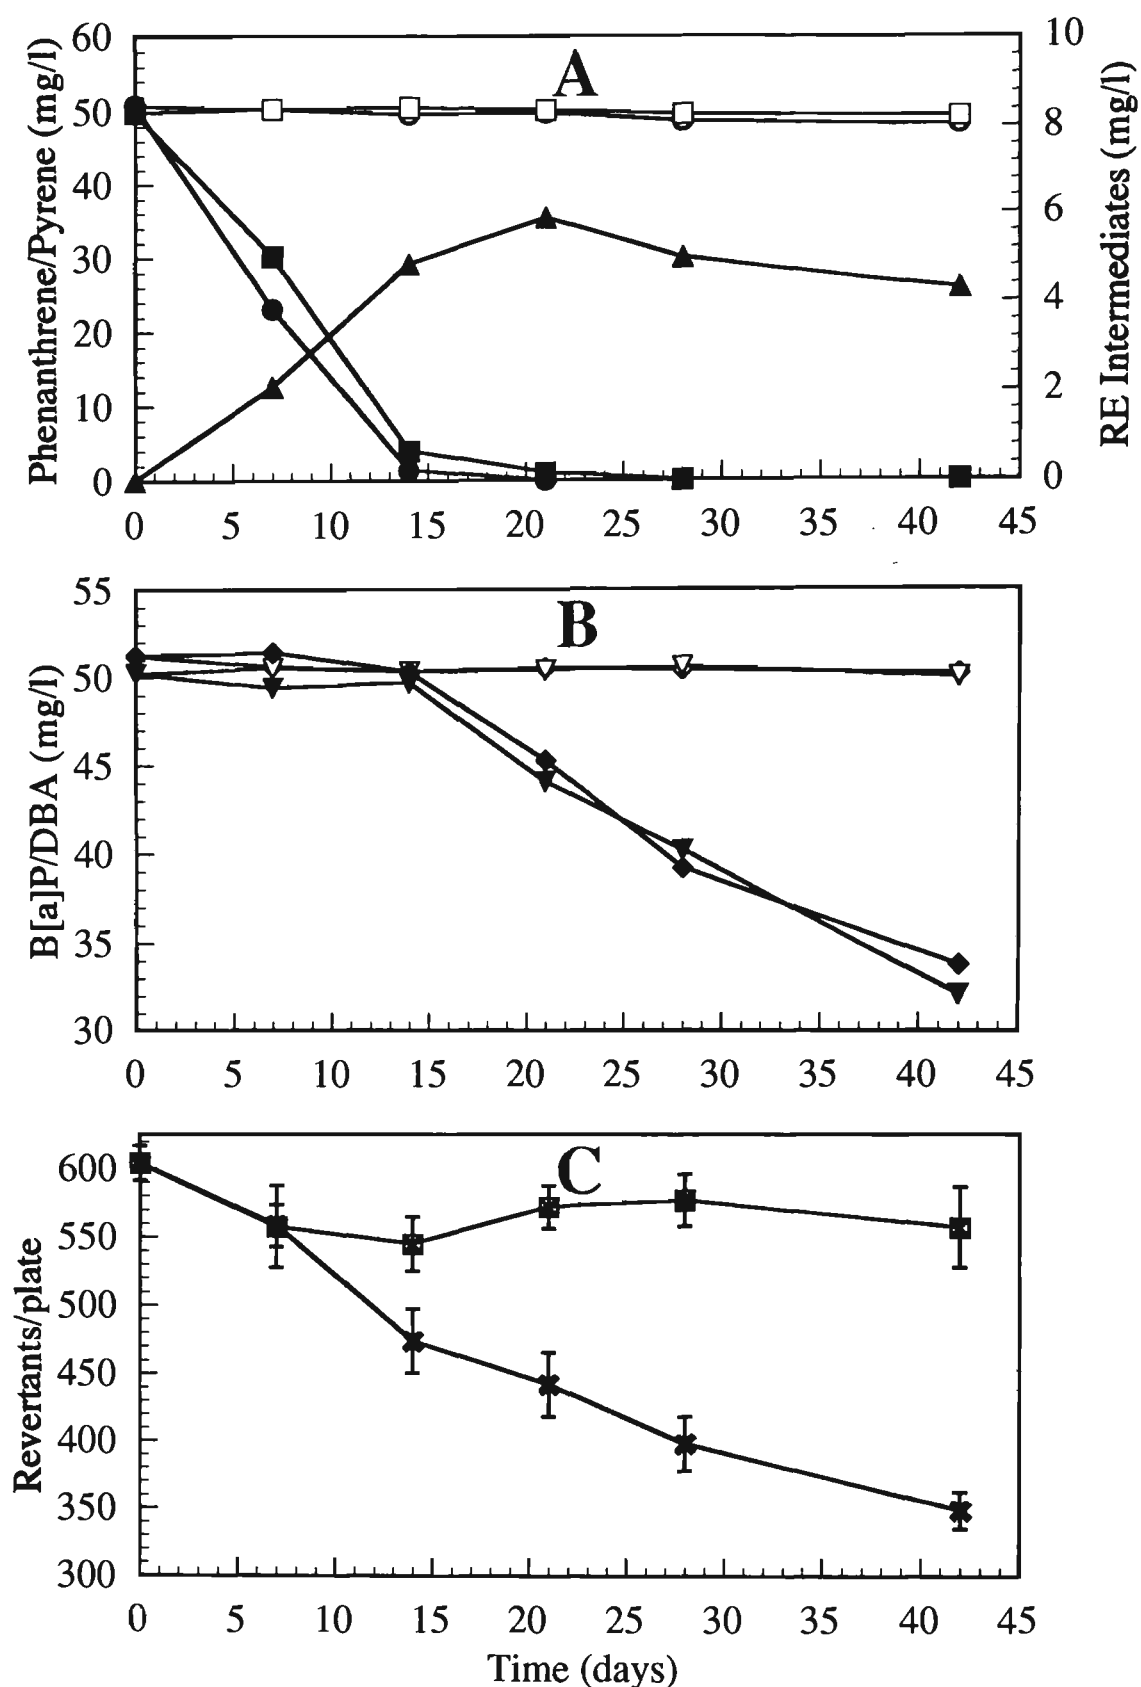 A
Phenanthrene/Pyrene (mg/l)
60
50
40
30
20
10
0
RE Intermediates (mg/l)
10
8
6
4
2
0
0 5 10 15 20 25 30 35 40 45
B
B[a]P/DBA (mg/l)
55
50
45
40
35
30
0 5 10 15 20 25 30 35 40 45
C
Revertants/plate
600
550
500
450
400
350
300
0 5 10 15 20 25 30 35 40 45
Time (days)